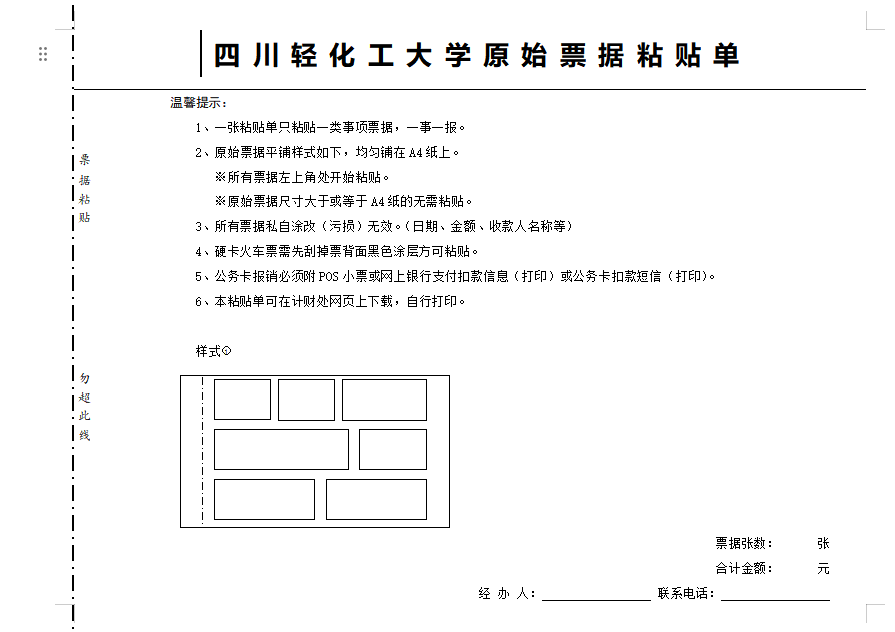 四川轻化工大学原始票据粘贴单
温馨提示：
1、一张粘贴单只粘贴一类事项票据，一事一报。
2、原始票据平铺样式如下，均匀铺在A4纸上。
※所有票据左上角处开始粘贴。
※原始票据尺寸大于或等于A4纸的无需粘贴。
3、所有票据私自涂改（污损）无效。（日期、金额、收款人名称等）
4、硬卡火车票需先刮掉票背面黑色涂层方可粘贴。
5、公务卡报销必须附POS小票或网上银行支付扣款信息（打印）或公务卡扣款短信（打印）。
6、本粘贴单可在计财处网页上下载，自行打印。
票据粘贴
勿超此线
样式①
票据张数： 张
合计金额： 元
经 办 人：________ 联系电话：________